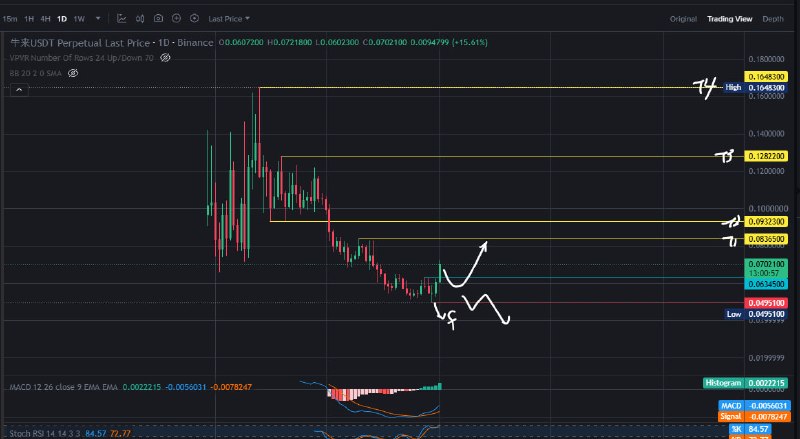 15m 1H 4H 1D 1W Last Price Original Trading View Depth
牛来USDT Perpetual Last Price · 1D · Binance O 0.0607200 H 0.0721800 L 0.0602300 C 0.0702100 0.0094799 (+15.61%)
VPVR Number Of Rows 24 Up/Down 70
BB 20 2 0 SMA
0.1800000
0.1648300
T4 High 0.1648300
0.1600000
0.1400000
T3 0.1282200
0.1200000
0.1000000
T2 0.0932300
T1 0.0836500
0.0702100
13:00:57
0.0634500
0.0495100
Low 0.0495100
0.0199999
MACD 12 26 close 9 EMA EMA 0.0022215 -0.0056031 -0.0078247
Histogram 0.0022215
MACD -0.0056031
Signal -0.0078247
Stoch RSI 14 14 3 3 84.57 72.77
%K 84.57